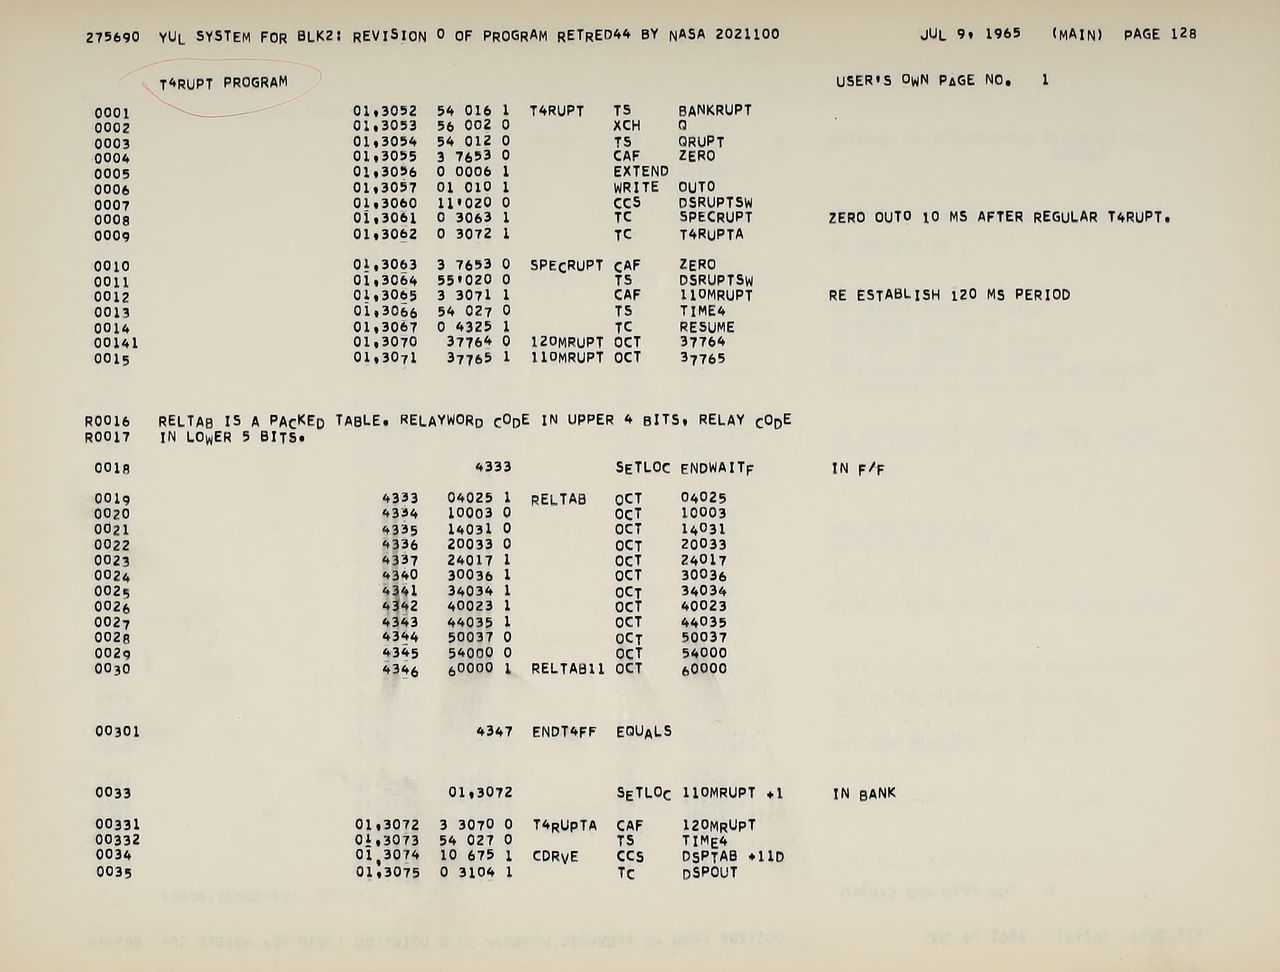 275690 YUL SYSTEM FOR BLK2: REVISION 0 OF PROGRAM RETRED44 BY NASA 2021100 JUL 9, 1965 (MAIN) PAGE 128
T4RUPT PROGRAM USER'S OWN PAGE NO. 1
0001 01,3052 54 016 1 T4RUPT TS BANKRUPT
0002 01,3053 56 002 0 XCH Q
0003 01,3054 54 012 0 TS QRUPT
0004 01,3055 3 7653 0 CAF ZERO
0005 01,3056 0 0006 1 EXTEND
0006 01,3057 01 010 1 WRITE OUT0
0007 01,3060 11'020 0 CCS DSRUPTSW
0008 01,3061 0 3063 1 TC SPECRUPT ZERO OUT0 10 MS AFTER REGULAR T4RUPT.
0009 01,3062 0 3072 1 TC T4RUPTA
0010 01,3063 3 7653 0 SPECRUPT CAF ZERO
0011 01,3064 55'020 0 TS DSRUPTSW
0012 01,3065 3 3071 1 CAF 110MRUPT RE ESTABLISH 120 MS PERIOD
0013 01,3066 54 027 0 TS TIME4
0014 01,3067 0 4325 1 TC RESUME
00141 01,3070 37764 0 120MRUPT OCT 37764
0015 01,3071 37765 1 110MRUPT OCT 37765
R0016 RELTAB IS A PACKED TABLE. RELAYWORD CODE IN UPPER 4 BITS, RELAY CODE
R0017 IN LOWER 5 BITS.
0018 4333 SETLOC ENDWAITF IN F/F
0019 4333 04025 1 RELTAB OCT 04025
0020 4334 10003 0 OCT 10003
0021 4335 14031 0 OCT 14031
0022 4336 20033 0 OCT 20033
0023 4337 24017 1 OCT 24017
0024 4340 30036 1 OCT 30036
0025 4341 34034 1 OCT 34034
0026 4342 40023 1 OCT 40023
0027 4343 44035 1 OCT 44035
0028 4344 50037 0 OCT 50037
0029 4345 54000 0 OCT 54000
0030 4346 60000 1 RELTAB11 OCT 60000
00301 4347 ENDT4FF EQUALS
0033 01,3072 SETLOC 110MRUPT +1 IN BANK
00331 01,3072 3 3070 0 T4RUPTA CAF 120MRUPT
00332 01,3073 54 027 0 TS TIME4
0034 01,3074 10 675 1 CDRVE CCS DSPTAB +11D
0035 01,3075 0 3104 1 TC DSPOUT